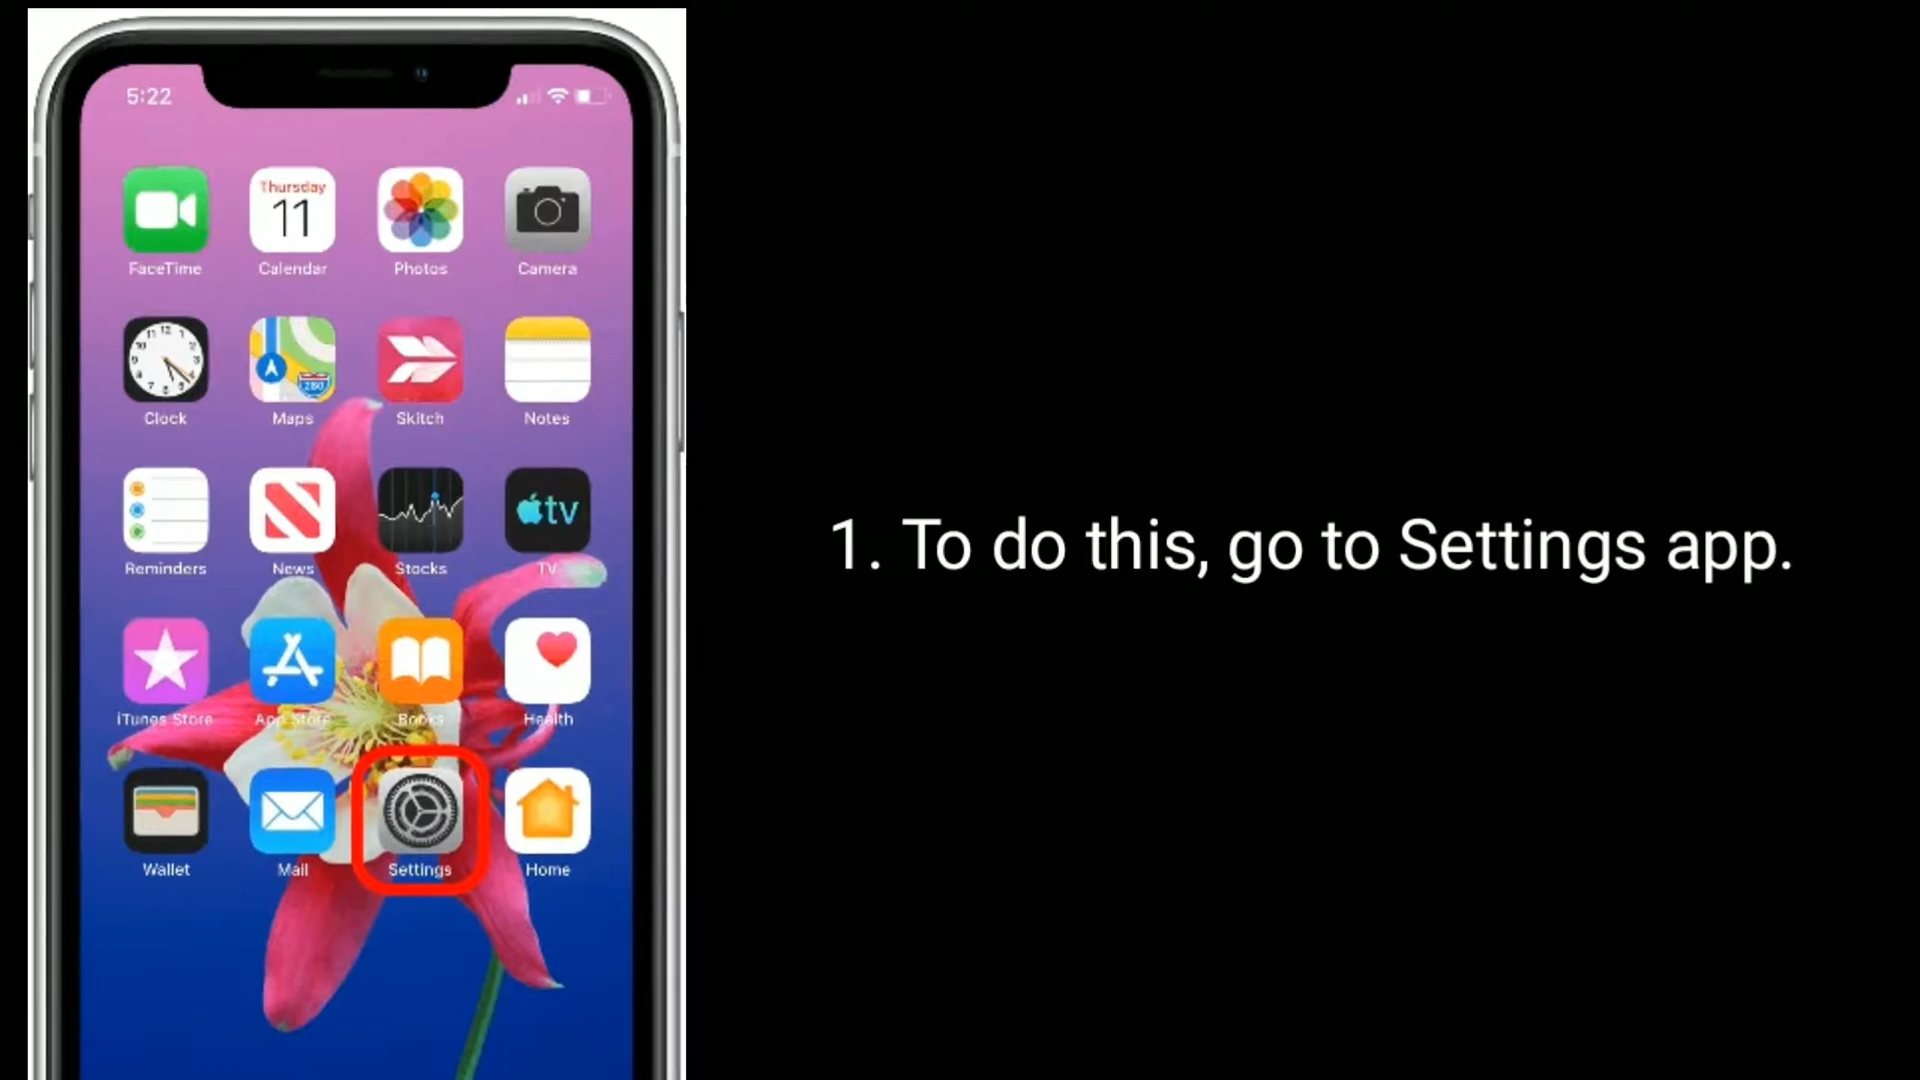 5:22
Thursday
11
FaceTime Calendar Photos Camera
280
Clock Maps Skitch Notes
tv
Reminders News Stocks TV
iTunes Store App Store Books Health
Wallet Mail Settings Home
1. To do this, go to Settings app.